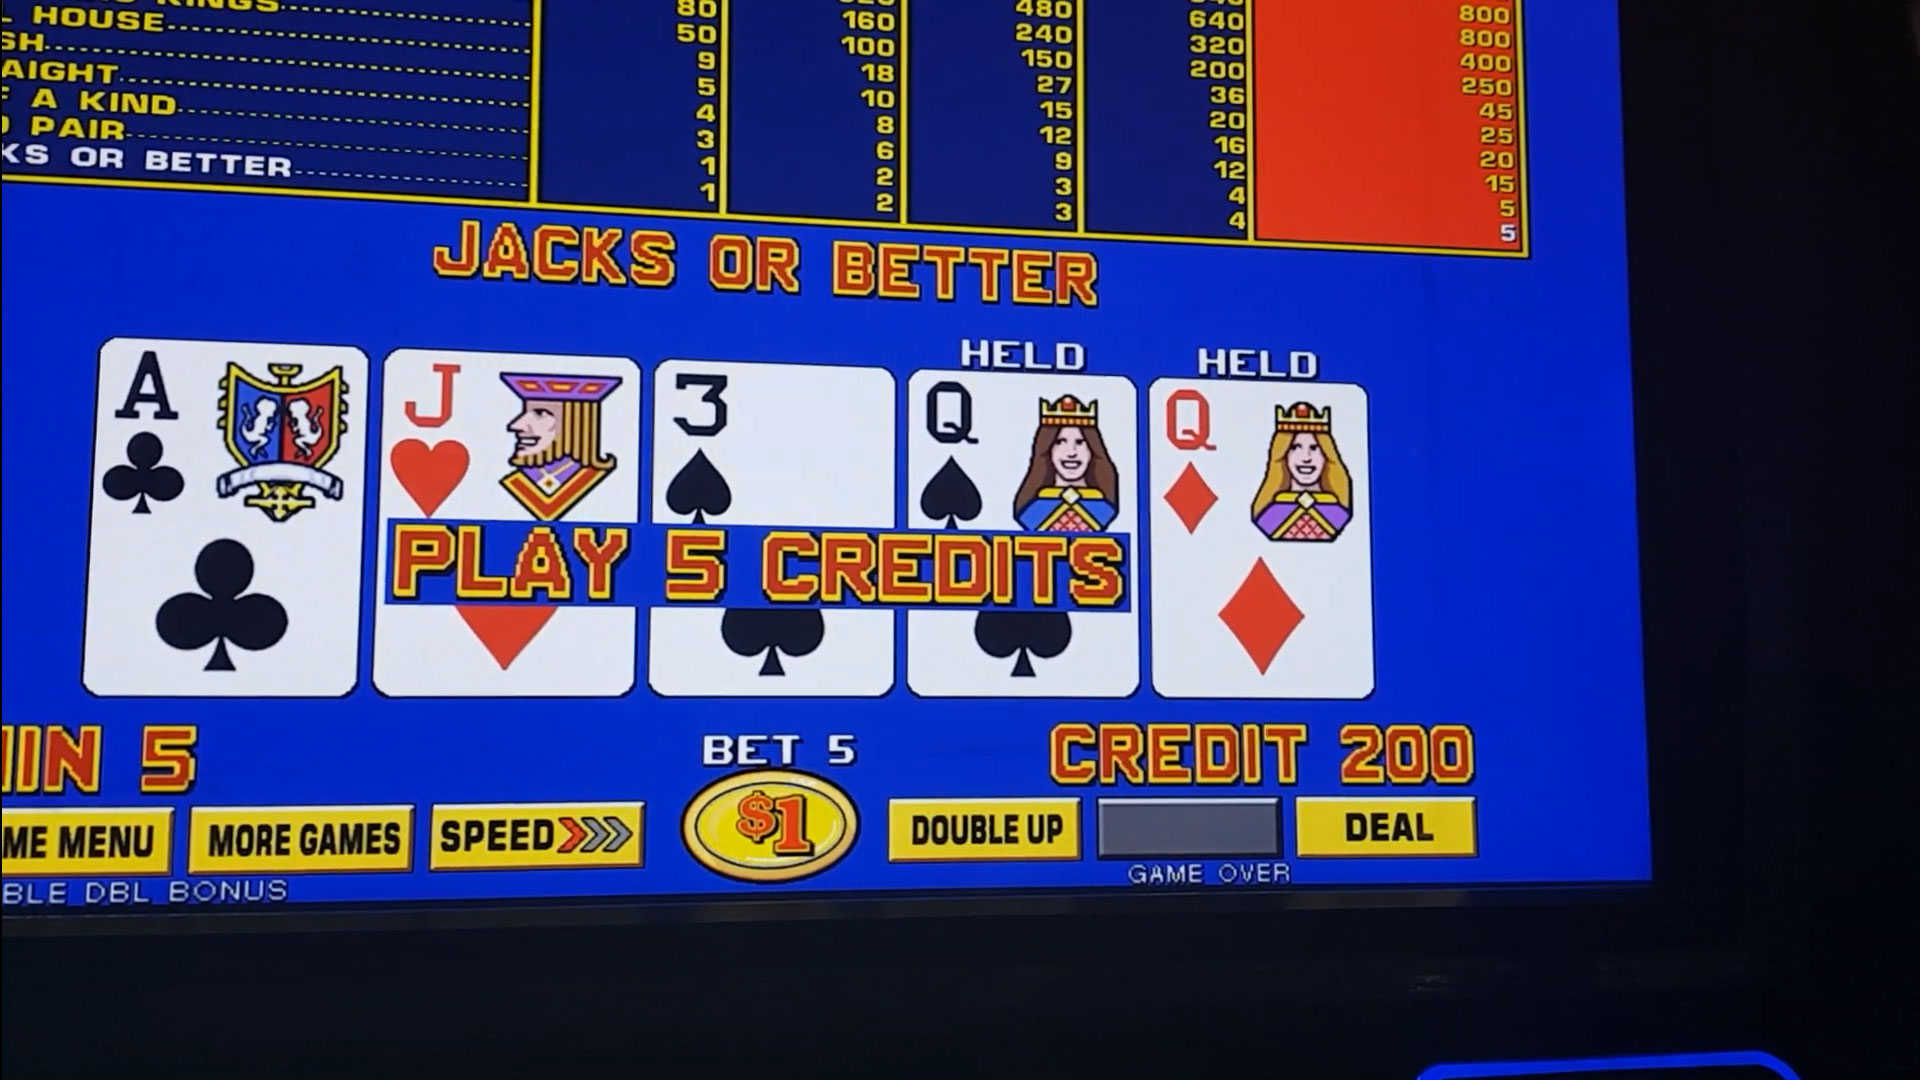 KINGS 50 100 150 200 250
HOUSE 9 18 27 36 45
SH 5 10 15 20 25
AIGHT 4 8 12 16 20
A KIND 3 6 9 12 15
PAIR 1 2 3 4 5
KS OR BETTER 1 2 3 4 5
80 160 240 320 400
480 640 800
800
JACKS OR BETTER
HELD HELD
A J 3 Q Q
PLAY 5 CREDITS
IN 5 BET 5 CREDIT 200
ME MENU MORE GAMES SPEED $1 DOUBLE UP DEAL
BLE DBL BONUS GAME OVER